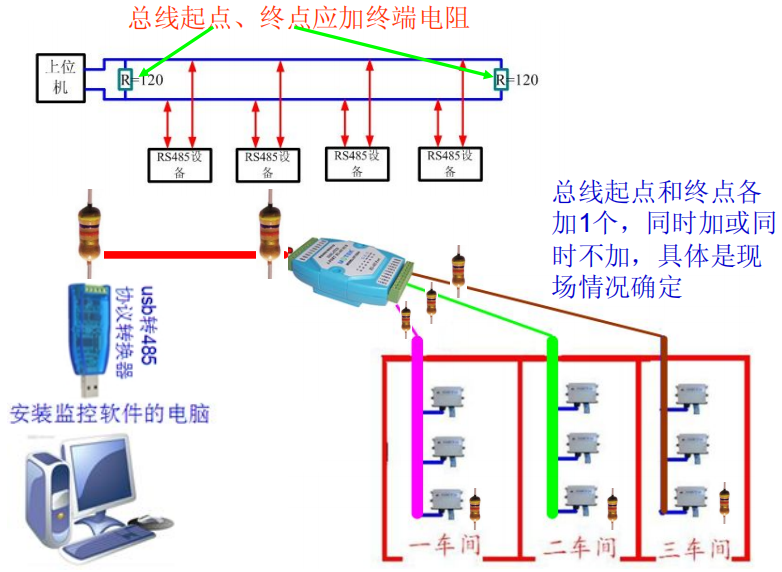 总线起点、终点应加终端电阻
上位
机
R=120
R=120
RS485设
备
RS485设
备
RS485设
备
RS485设
备
总线起点和终点各
加1个，同时加或同
时不加，具体是现
场情况确定
usb转485
协议转换器
安装监控软件的电脑
一车间
二车间
三车间